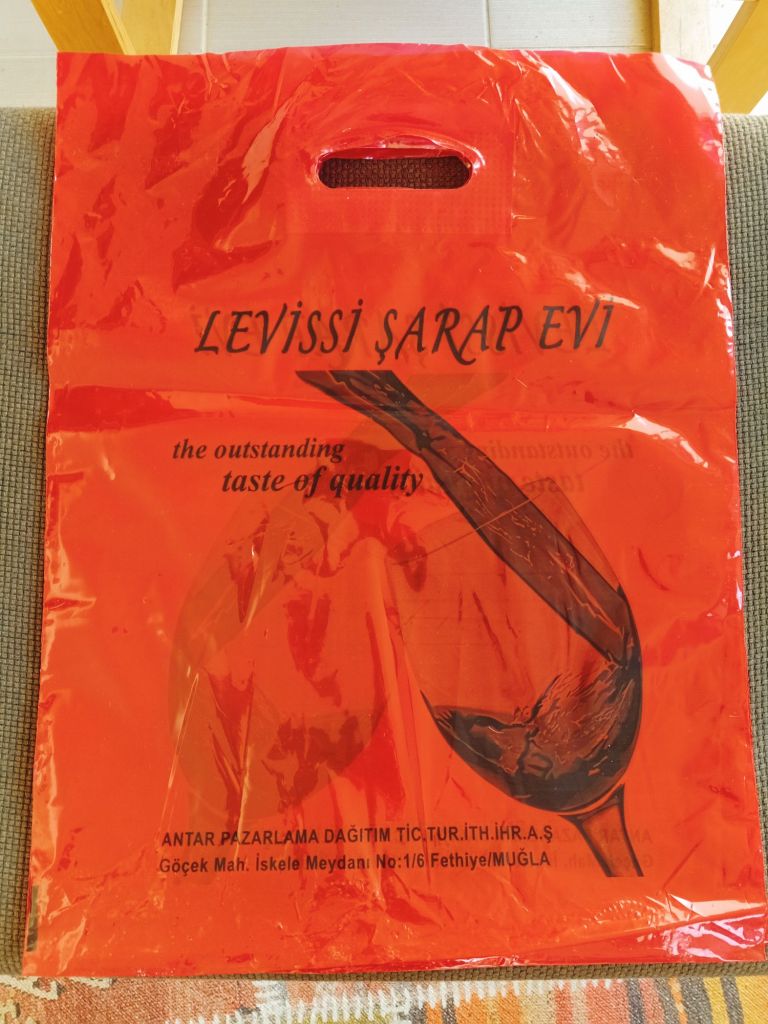 LEVİSSİ ŞARAP EVİ
the outstanding
taste of quality
ANTAR PAZARLAMA DAĞITIM TİC.TUR.İTH.İHR.A.Ş
Göçek Mah. İskele Meydanı No:1/6 Fethiye/MUĞLA